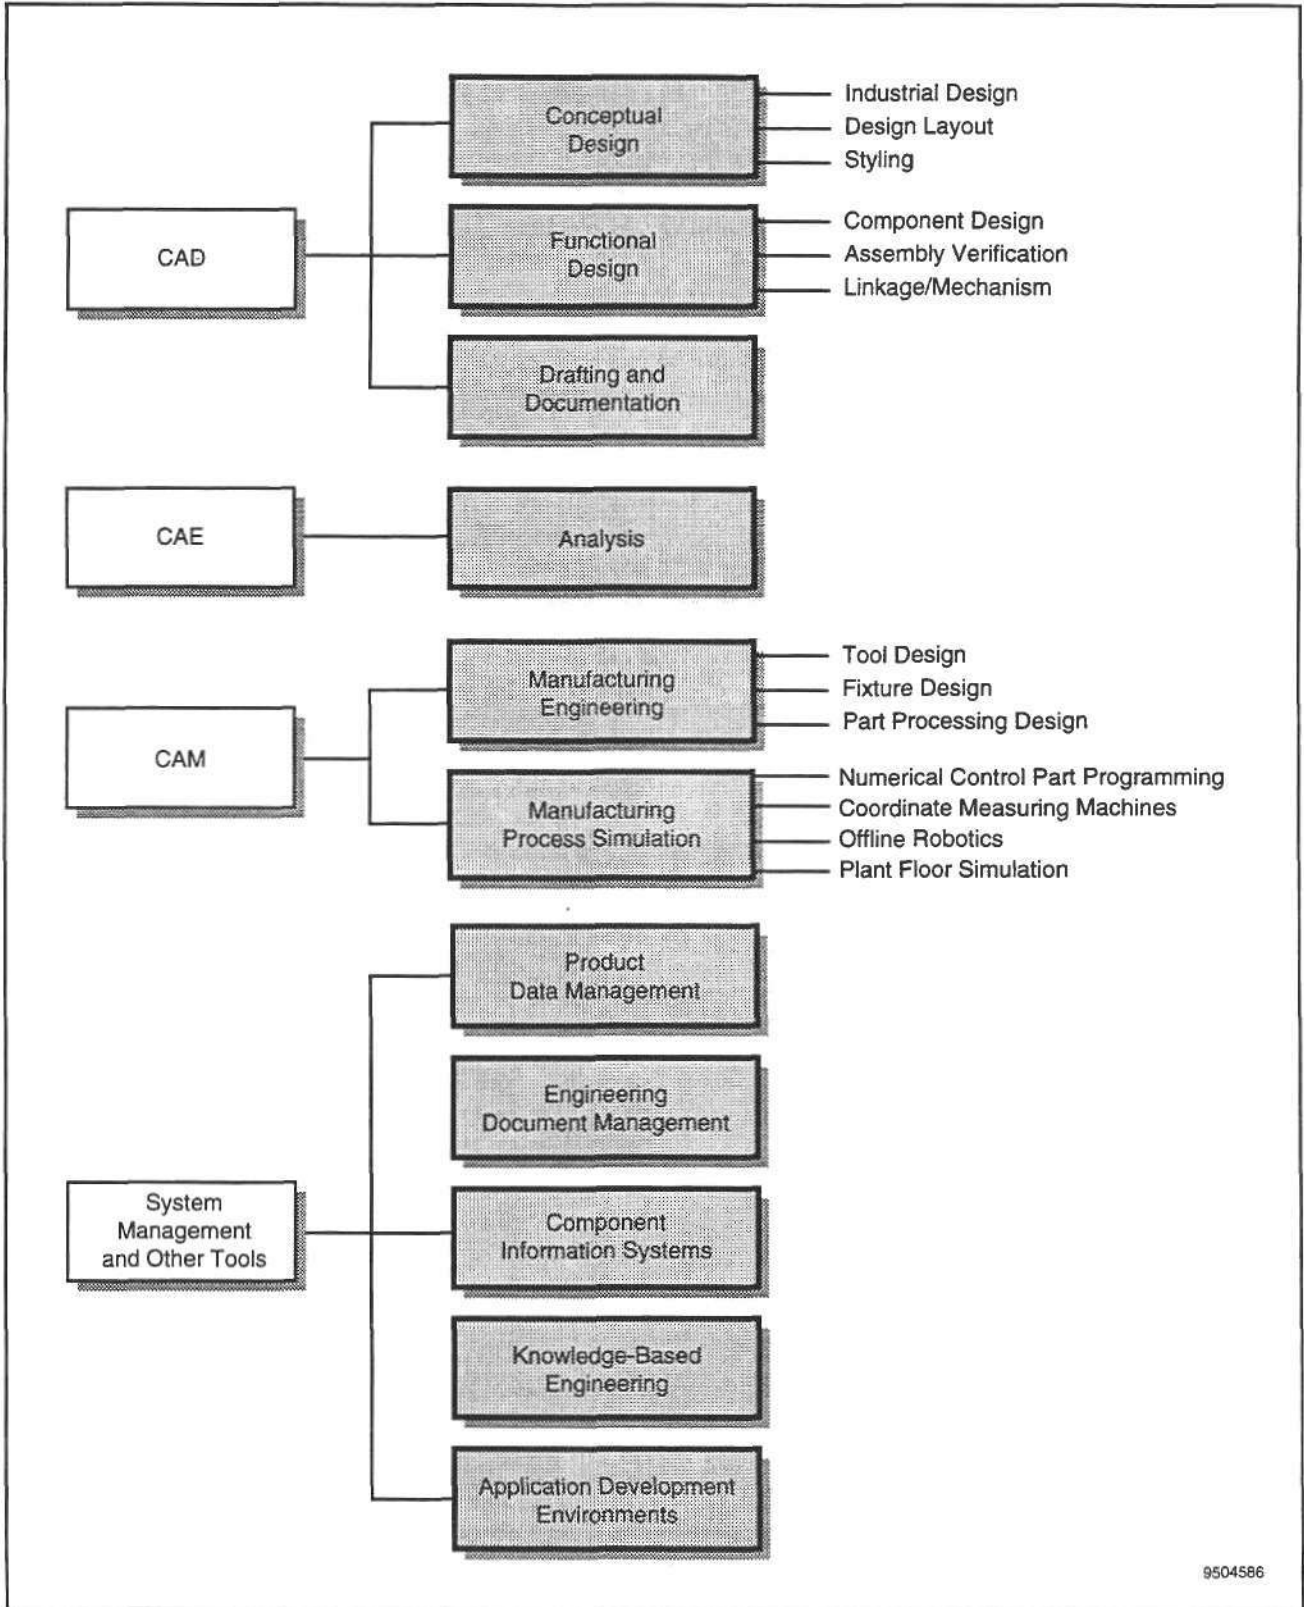 Conceptual
Design
Industrial Design
Design Layout
Styling
CAD
Functional
Design
Component Design
Assembly Verification
Linkage/Mechanism
Drafting and
Documentation
CAE
Analysis
CAM
Manufacturing
Engineering
Tool Design
Fixture Design
Part Processing Design
Manufacturing
Process Simulation
Numerical Control Part Programming
Coordinate Measuring Machines
Offline Robotics
Plant Floor Simulation
Product
Data Management
Engineering
Document Management
System
Management
and Other Tools
Component
Information Systems
Knowledge-Based
Engineering
Application Development
Environments
9504586